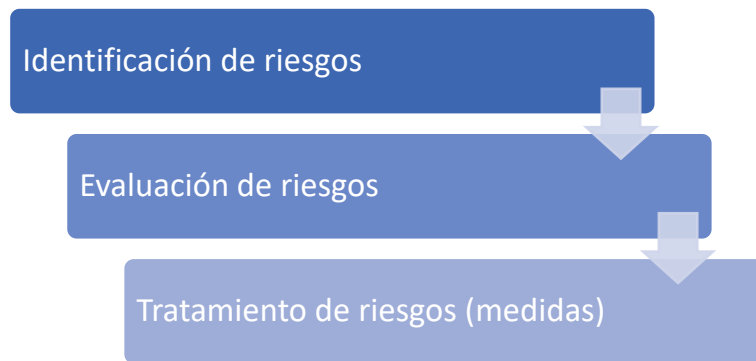 Identificación de riesgos
Evaluación de riesgos
Tratamiento de riesgos (medidas)